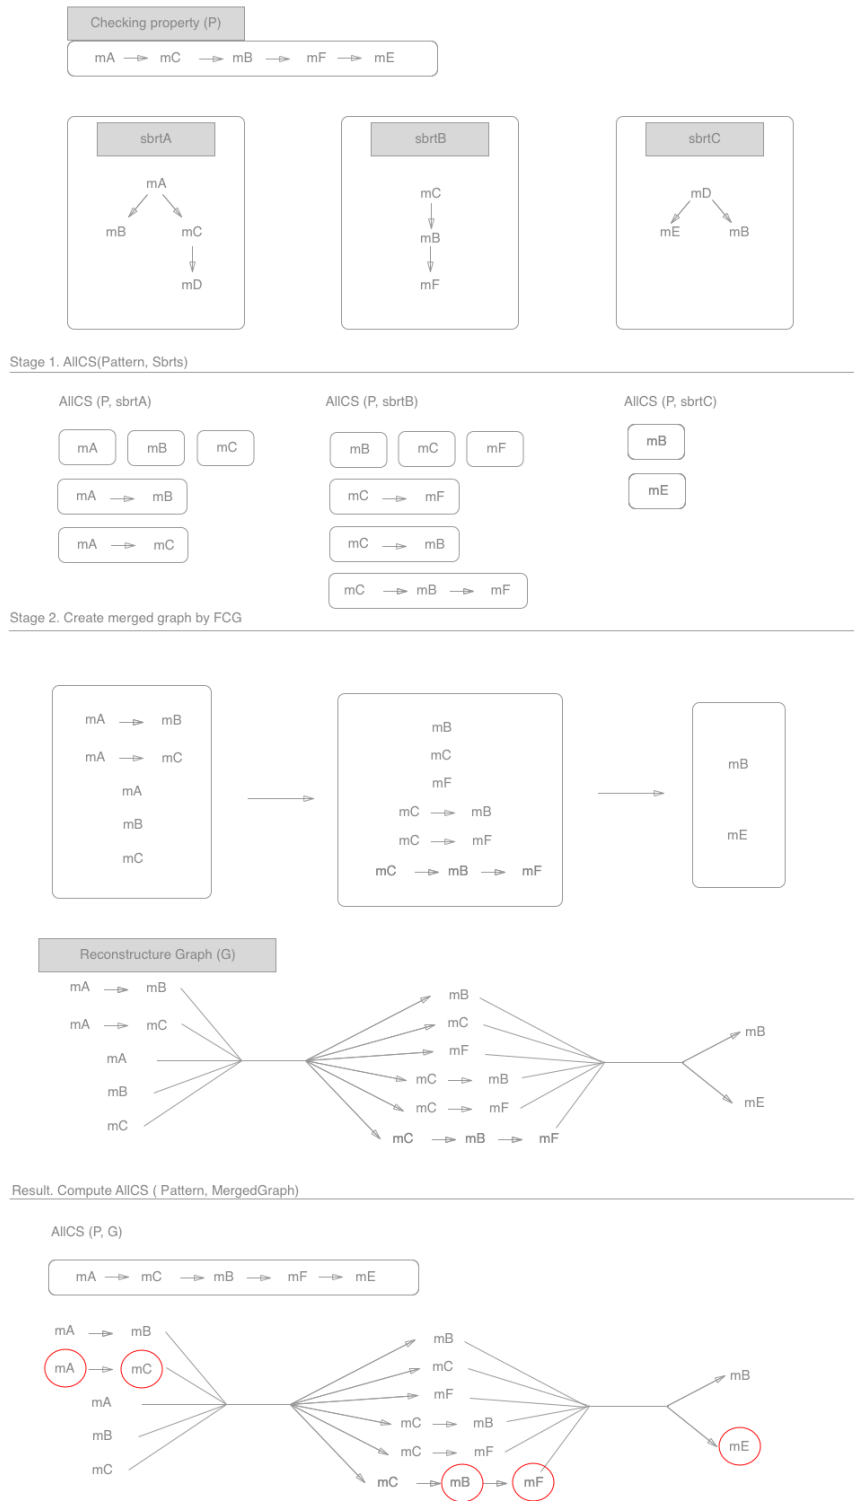 Checking property (P)
mA mC mB mF mE
sbrtA sbrtB sbrtC
mA mC mD
mB mC mB mE mB
mD mF
Stage 1. AllCS(Pattern, Sbrts)
AllCS (P, sbrtA) AllCS (P, sbrtB) AllCS (P, sbrtC)
mA mB mC mB mC mF mB
mA mB mC mF mE
mA mC mC mB
mC mB mF
Stage 2. Create merged graph by FCG
mA mB
mA mC
mA
mB
mC
mB
mC
mF
mC mB
mC mF
mC mB mF
mB
mE
Reconstructure Graph (G)
mA mB
mA mC
mA
mB
mC
mB
mC
mF
mC mB
mC mF
mC mB mF
mB
mE
Result. Compute AllCS ( Pattern, MergedGraph)
AllCS (P, G)
mA mC mB mF mE
mA mB
mA mC
mA
mB
mC
mB
mC
mF
mC mB
mC mF
mC mB mF
mB
mE